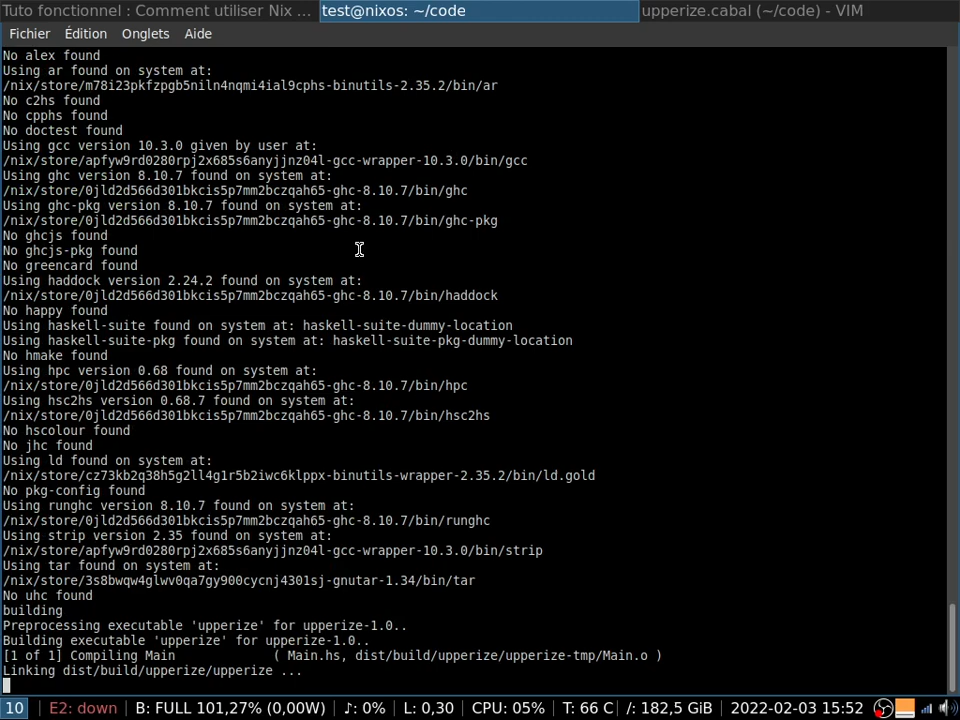 Tuto fonctionnel : Comment utiliser Nix ... test@nixos: ~/code upperize.cabal (~/code) - VIM
Fichier Édition Onglets Aide
No alex found
Using ar found on system at:
/nix/store/m78i23pkfzpgb5niln4nqmi4ial9cphs-binutils-2.35.2/bin/ar
No c2hs found
No cpphs found
No doctest found
Using gcc version 10.3.0 given by user at:
/nix/store/apfyw9rd0280rpj2x685s6anyjjnz04l-gcc-wrapper-10.3.0/bin/gcc
Using ghc version 8.10.7 found on system at:
/nix/store/0jld2d566d301bkcis5p7mm2bczqah65-ghc-8.10.7/bin/ghc
Using ghc-pkg version 8.10.7 found on system at:
/nix/store/0jld2d566d301bkcis5p7mm2bczqah65-ghc-8.10.7/bin/ghc-pkg
No ghcjs found
No ghcjs-pkg found
No greencard found
Using haddock version 2.24.2 found on system at:
/nix/store/0jld2d566d301bkcis5p7mm2bczqah65-ghc-8.10.7/bin/haddock
No happy found
Using haskell-suite found on system at: haskell-suite-dummy-location
Using haskell-suite-pkg found on system at: haskell-suite-pkg-dummy-location
No hmake found
Using hpc version 0.68 found on system at:
/nix/store/0jld2d566d301bkcis5p7mm2bczqah65-ghc-8.10.7/bin/hpc
Using hsc2hs version 0.68.7 found on system at:
/nix/store/0jld2d566d301bkcis5p7mm2bczqah65-ghc-8.10.7/bin/hsc2hs
No hscolour found
No jhc found
Using ld found on system at:
/nix/store/cz73kb2q38h5g2ll4g1r5b2iwc6klppx-binutils-wrapper-2.35.2/bin/ld.gold
No pkg-config found
Using runghc version 8.10.7 found on system at:
/nix/store/0jld2d566d301bkcis5p7mm2bczqah65-ghc-8.10.7/bin/runghc
Using strip version 2.35 found on system at:
/nix/store/apfyw9rd0280rpj2x685s6anyjjnz04l-gcc-wrapper-10.3.0/bin/strip
Using tar found on system at:
/nix/store/3s8bwqw4glwv0qa7gy900cycnj4301sj-gnutar-1.34/bin/tar
No uhc found
building
Preprocessing executable 'upperize' for upperize-1.0..
Building executable 'upperize' for upperize-1.0..
[1 of 1] Compiling Main ( Main.hs, dist/build/upperize/upperize-tmp/Main.o )
Linking dist/build/upperize/upperize ...
10 E2: down | B: FULL 101,27% (0,00W) | ♪: 0% | L: 0,30 | CPU: 05% | T: 66 C | /: 182,5 GiB | 2022-02-03 15:52